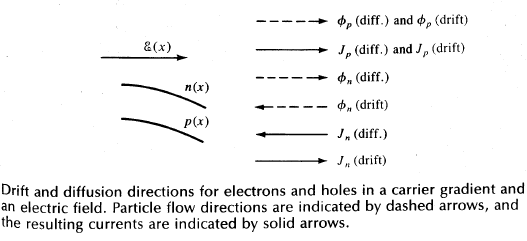 ℰ(x)
n(x)
p(x)
ϕp (diff.) and ϕp (drift)
Jp (diff.) and Jp (drift)
ϕn (diff.)
ϕn (drift)
Jn (diff.)
Jn (drift)
Drift and diffusion directions for electrons and holes in a carrier gradient and
an electric field. Particle flow directions are indicated by dashed arrows, and
the resulting currents are indicated by solid arrows.